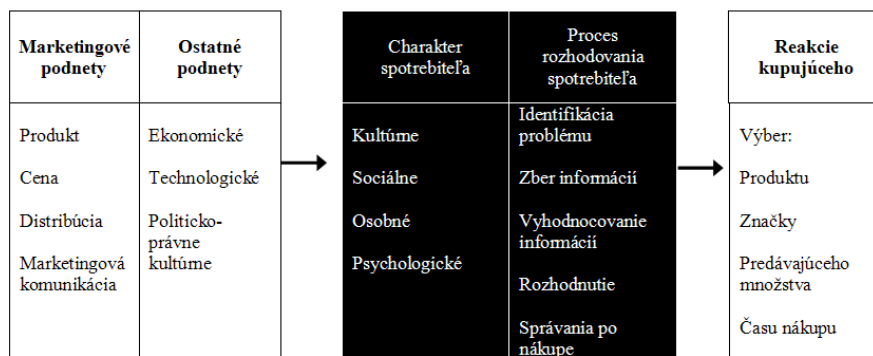 Marketingové
podnety
Ostatné
podnety
Charakter
spotrebiteľa
Proces
rozhodovania
spotrebiteľa
Reakcie
kupujúceho
Produkt
Cena
Distribúcia
Marketingová
komunikácia
Ekonomické
Technologické
Politicko-
právne
kultúrne
Kultúrne
Sociálne
Osobné
Psychologické
Identifikácia
problému
Zber informácií
Vyhodnocovanie
informácií
Rozhodnutie
Správania po
nákupe
Výber:
Produktu
Značky
Predávajúceho
množstva
Času nákupu